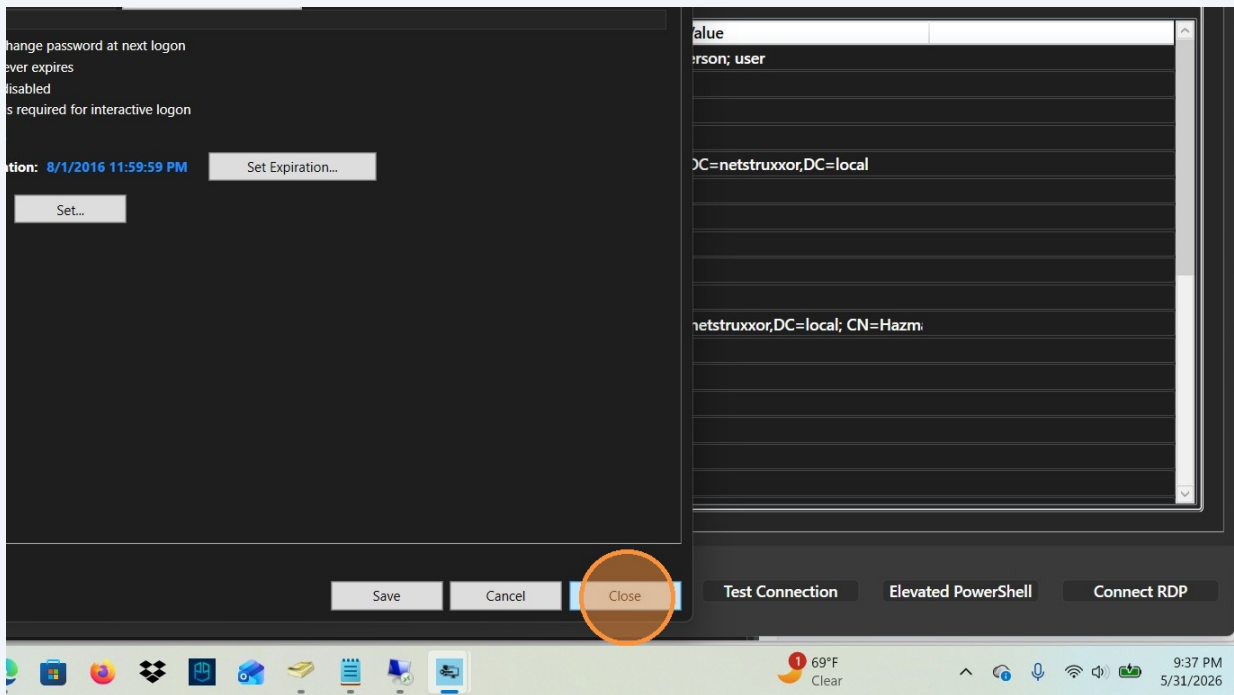 hange password at next logon
ever expires
disabled
s required for interactive logon
tion: 8/1/2016 11:59:59 PM
Set Expiration...
Set...
Save
Cancel
Close
Value
erson; user
DC=netstruxxor,DC=local
netstruxxor,DC=local; CN=Hazm
Test Connection
Elevated PowerShell
Connect RDP
1
69°F
Clear
9:37 PM
5/31/2026